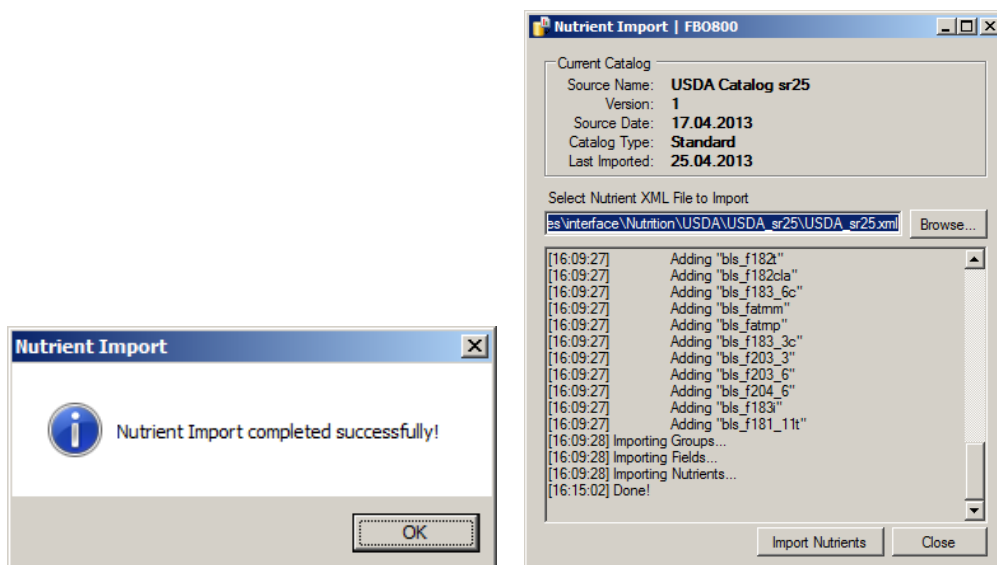 Nutrient Import
Nutrient Import completed successfully!
OK
Nutrient Import | FBO800
Current Catalog
Source Name: USDA Catalog sr25
Version: 1
Source Date: 17.04.2013
Catalog Type: Standard
Last Imported: 25.04.2013
Select Nutrient XML File to Import
es\interface\Nutrition\USDA\USDA_sr25\USDA_sr25.xml Browse...
[16:09:27] Adding "bls_f182t"
[16:09:27] Adding "bls_f182cla"
[16:09:27] Adding "bls_f183_6c"
[16:09:27] Adding "bls_fatmm"
[16:09:27] Adding "bls_fatmp"
[16:09:27] Adding "bls_f183_3c"
[16:09:27] Adding "bls_f203_3"
[16:09:27] Adding "bls_f203_6"
[16:09:27] Adding "bls_f204_6"
[16:09:27] Adding "bls_f183i"
[16:09:27] Adding "bls_f181_11t"
[16:09:28] Importing Groups...
[16:09:28] Importing Fields...
[16:09:28] Importing Nutrients...
[16:15:02] Done!
Import Nutrients Close